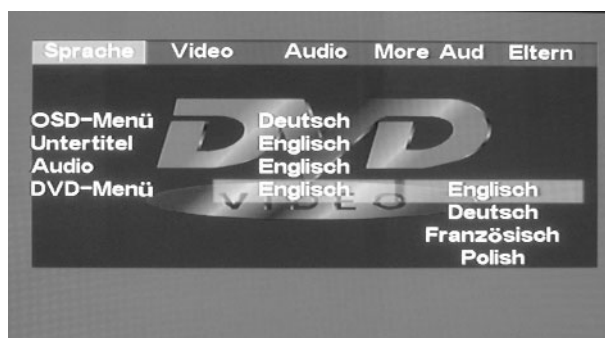 Sprache Video Audio More Aud Eltern
OSD-Menü Deutsch
Untertitel Englisch
Audio Englisch
DVD-Menü Englisch Englisch
Deutsch
Französisch
Polish
DVD
VIDEO